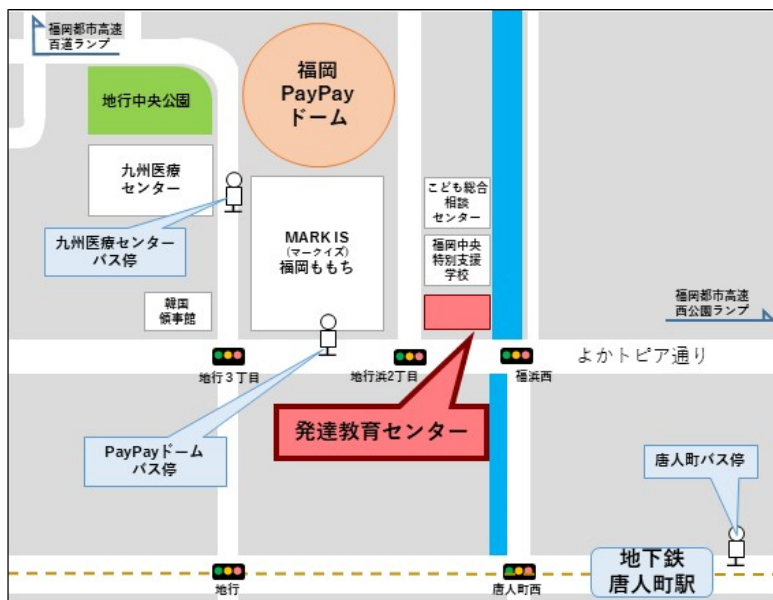 福岡都市高速
百道ランプ
地行中央公園
福岡
PayPay
ドーム
九州医療
センター
こども総合
相談
センター
九州医療センター
バス停
MARK IS
(マークイズ)
福岡ももち
福岡中央
特別支援
学校
韓国
領事館
福岡都市高速
西公園ランプ
よかトピア通り
地行３丁目
地行浜2丁目
福浜西
発達教育センター
PayPayドーム
バス停
唐人町バス停
地下鉄
唐人町駅
地行
唐人町西